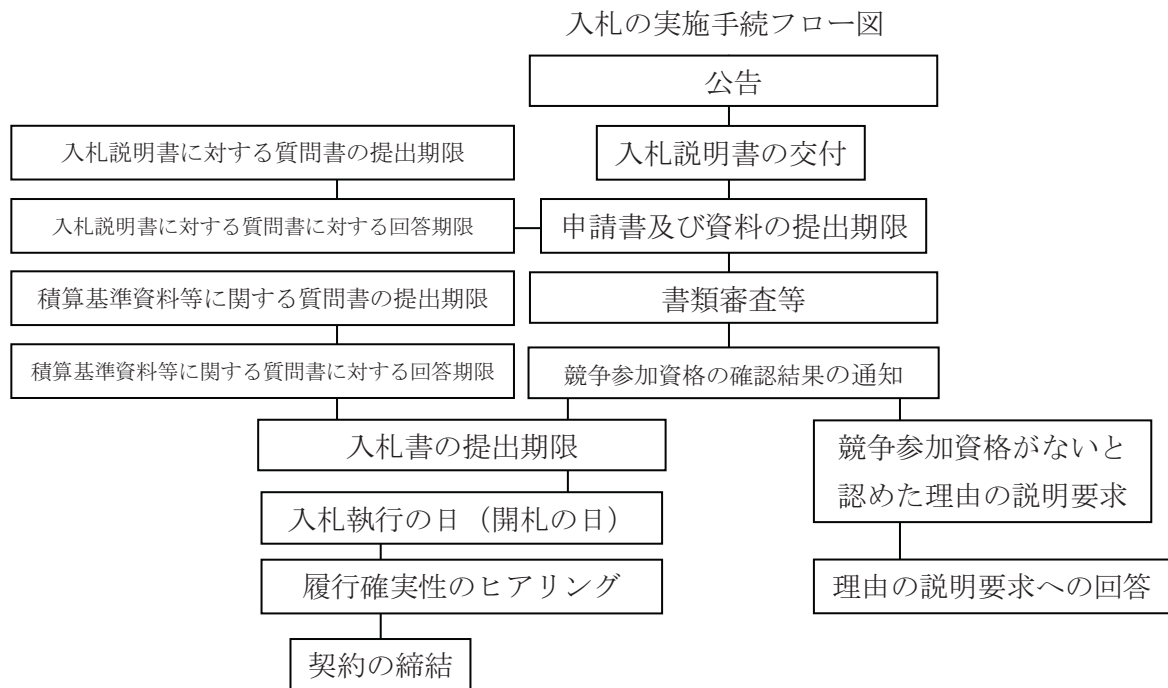 入札の実施手続フロー図
公告
入札説明書に対する質問書の提出期限
入札説明書の交付
入札説明書に対する質問書に対する回答期限
申請書及び資料の提出期限
積算基準資料等に関する質問書の提出期限
書類審査等
積算基準資料等に関する質問書に対する回答期限
競争参加資格の確認結果の通知
入札書の提出期限
競争参加資格がないと
認めた理由の説明要求
入札執行の日（開札の日）
履行確実性のヒアリング
理由の説明要求への回答
契約の締結